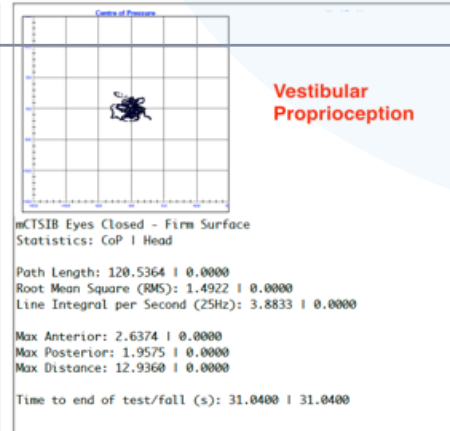 Centre of Pressure
Vestibular
Proprioception
mCTSIB Eyes Closed - Firm Surface
Statistics: CoP | Head
Path Length: 120.5364 | 0.0000
Root Mean Square (RMS): 1.4922 | 0.0000
Line Integral per Second (25Hz): 3.8833 | 0.0000
Max Anterior: 2.6374 | 0.0000
Max Posterior: 1.9575 | 0.0000
Max Distance: 12.9360 | 0.0000
Time to end of test/fall (s): 31.0400 | 31.0400